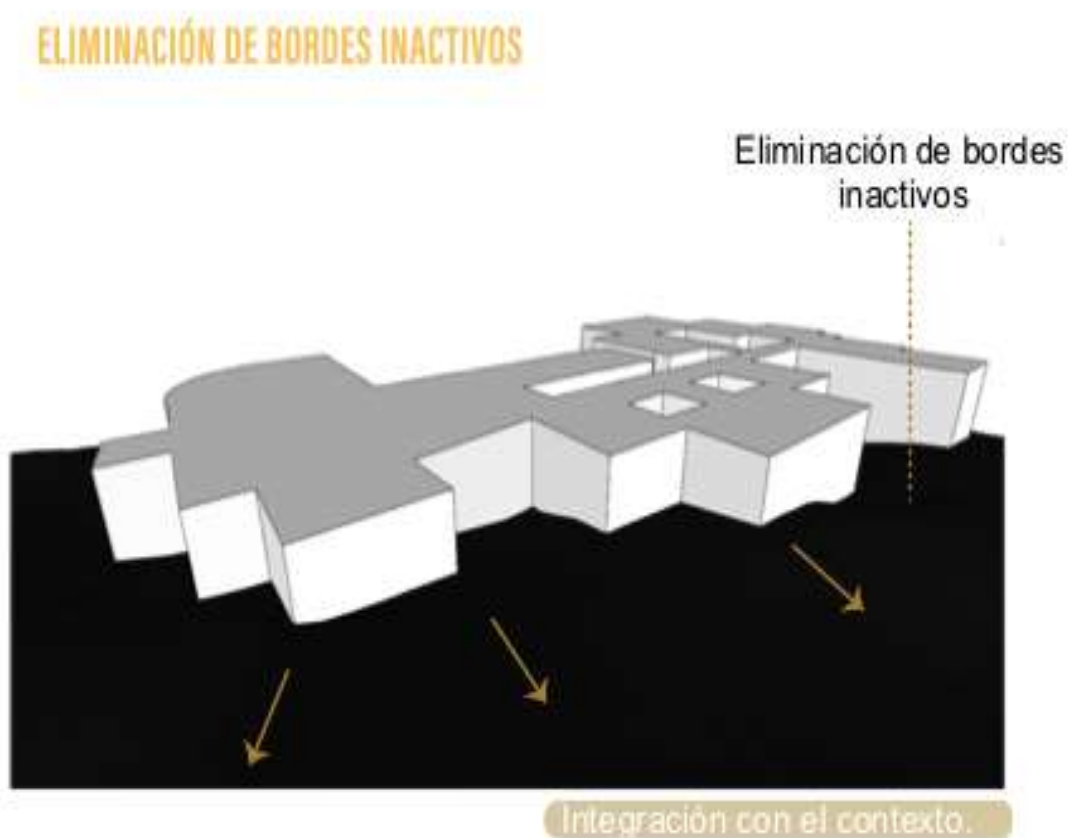 ELIMINACIÓN DE BORDES INACTIVOS
Eliminación de bordes
inactivos
Integración con el contexto.